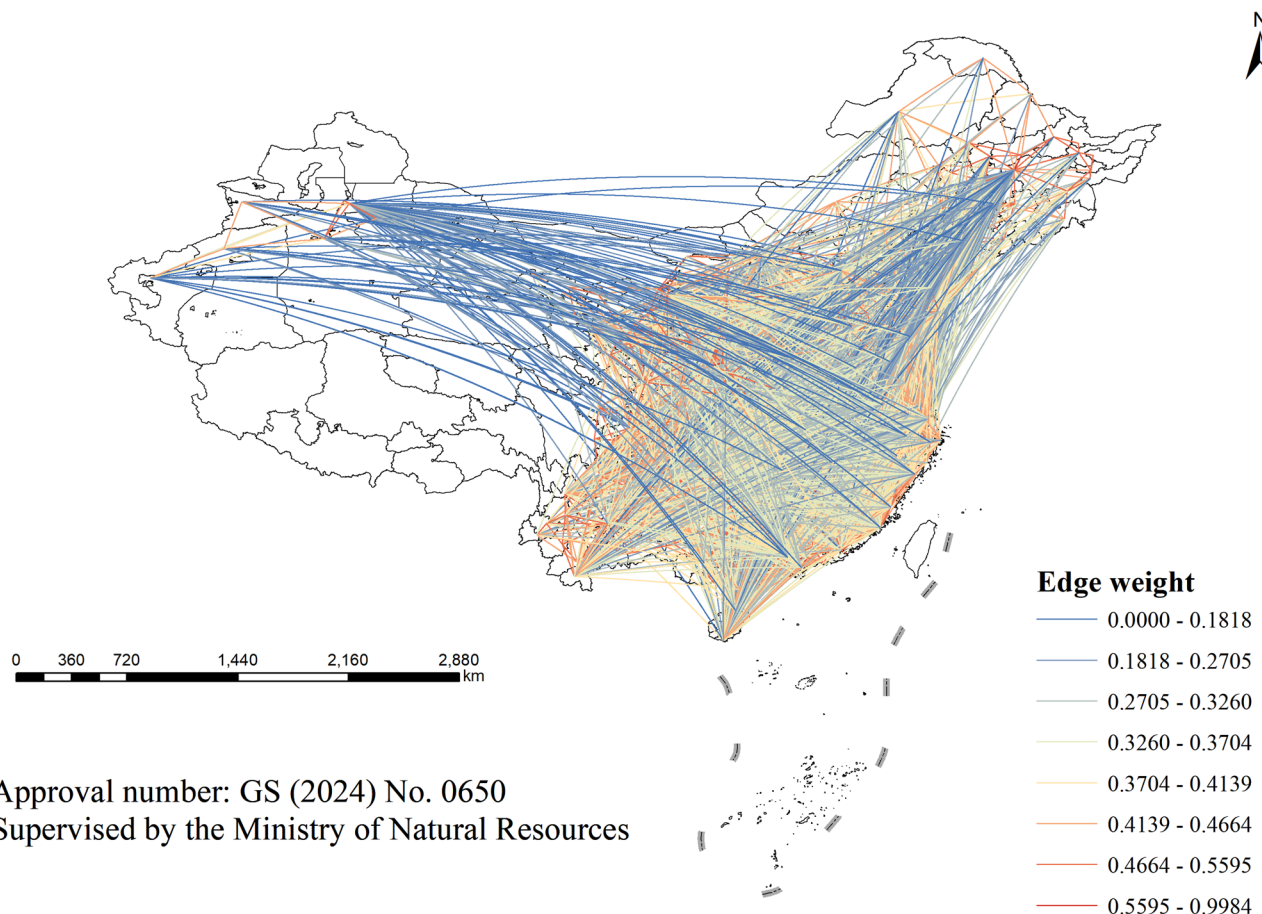 N
Edge weight
0.0000 - 0.1818
0.1818 - 0.2705
0.2705 - 0.3260
0.3260 - 0.3704
0.3704 - 0.4139
0.4139 - 0.4664
0.4664 - 0.5595
0.5595 - 0.9984
0 360 720 1,440 2,160 2,880
km
Approval number: GS (2024) No. 0650
Supervised by the Ministry of Natural Resources